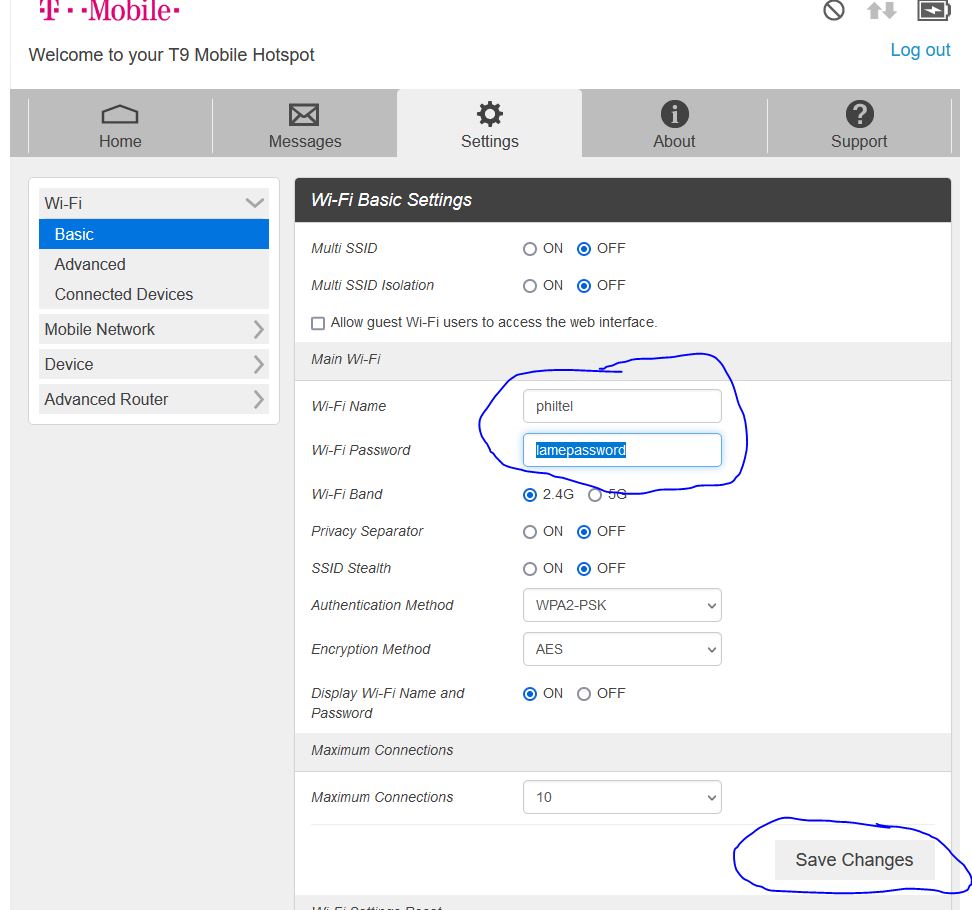 T··Mobile·
Welcome to your T9 Mobile Hotspot
Log out
Home
Messages
Settings
About
Support
Wi-Fi
Basic
Advanced
Connected Devices
Mobile Network
Device
Advanced Router
Wi-Fi Basic Settings
Multi SSID ON OFF
Multi SSID Isolation ON OFF
Allow guest Wi-Fi users to access the web interface.
Main Wi-Fi
Wi-Fi Name philtel
Wi-Fi Password lamepassword
Wi-Fi Band 2.4G 5G
Privacy Separator ON OFF
SSID Stealth ON OFF
Authentication Method WPA2-PSK
Encryption Method AES
Display Wi-Fi Name and ON OFF
Password
Maximum Connections
Maximum Connections 10
Save Changes
Wi-Fi Settings Reset